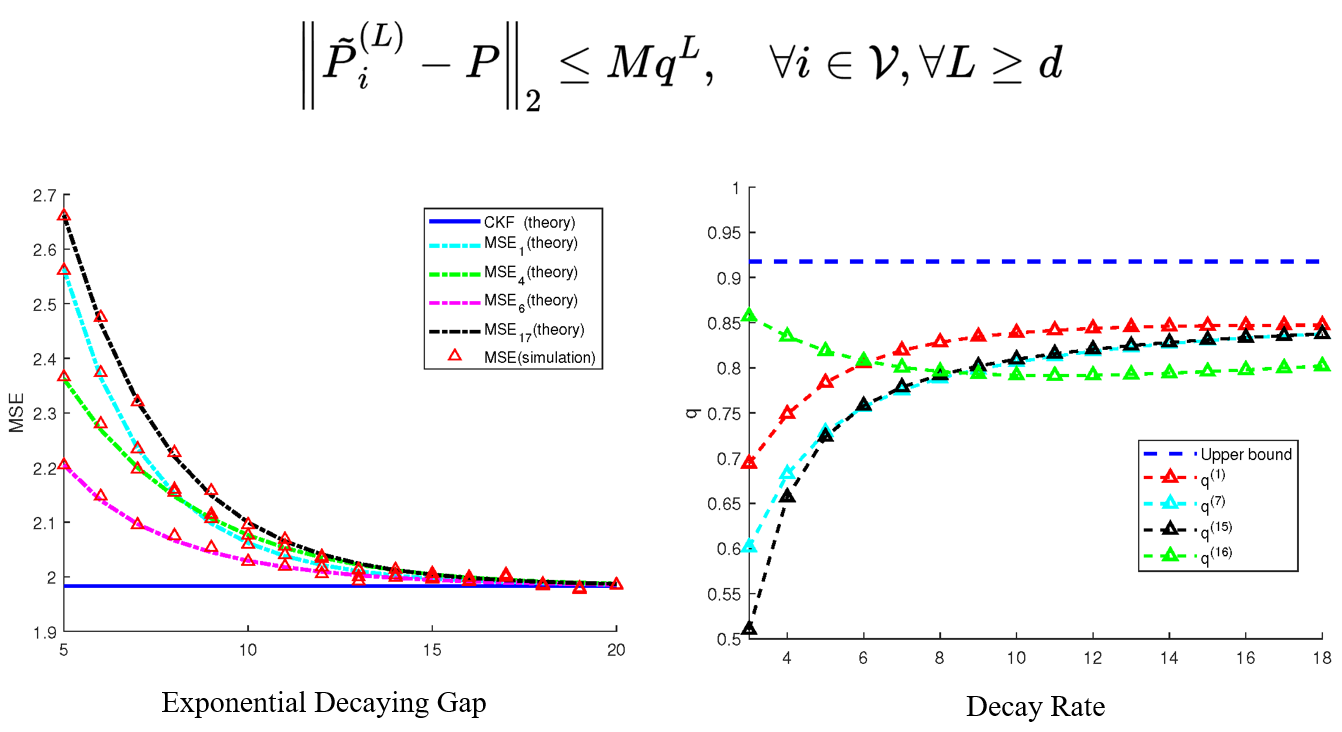 ‖P̃_i^(L) − P‖_2 ≤ Mq^L, ∀i ∈ 𝒱, ∀L ≥ d
2.7
2.6
2.5
2.4
2.3
2.2
2.1
2
1.9
MSE
5
10
15
20
CKF (theory)
MSE_1(theory)
MSE_4(theory)
MSE_6(theory)
MSE_17(theory)
MSE(simulation)
Exponential Decaying Gap
1
0.95
0.9
0.85
0.8
0.75
0.7
0.65
0.6
0.55
0.5
q
4
6
8
10
12
14
16
18
Upper bound
q^(1)
q^(7)
q^(15)
q^(16)
Decay Rate